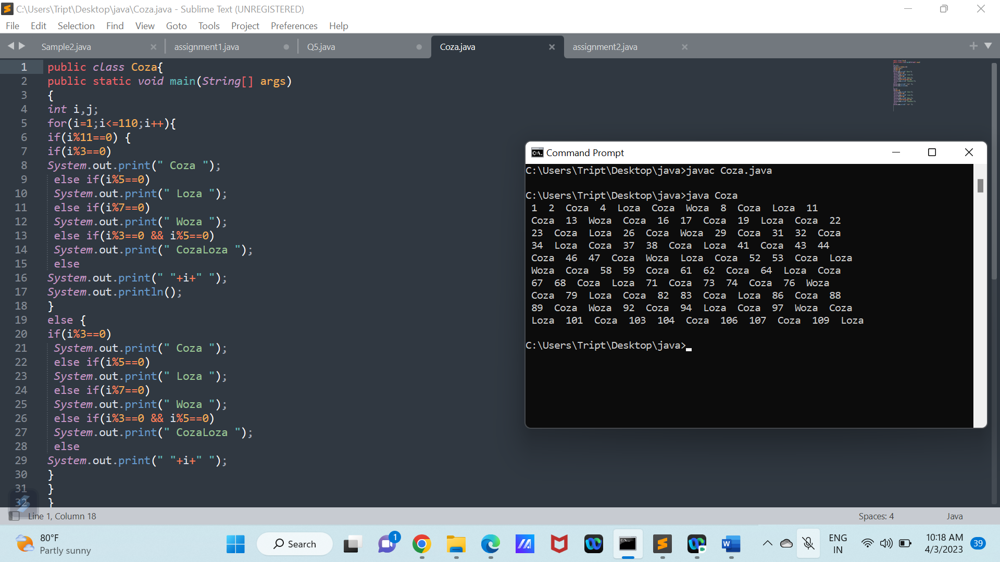 C:\Users\Tript\Desktop\java\Coza.java - Sublime Text (UNREGISTERED)
File Edit Selection Find View Goto Tools Project Preferences Help
Sample2.java assignment1.java Q5.java Coza.java assignment2.java
1 public class Coza{
2 public static void main(String[] args)
3 {
4 int i,j;
5 for(i=1;i<=110;i++){
6 if(i%11==0) {
7 if(i%3==0)
8 System.out.print(" Coza ");
9 else if(i%5==0)
10 System.out.print(" Loza ");
11 else if(i%7==0)
12 System.out.print(" Woza ");
13 else if(i%3==0 && i%5==0)
14 System.out.print(" CozaLoza ");
15 else
16 System.out.print(" "+i+" ");
17 System.out.println();
18 }
19 else {
20 if(i%3==0)
21 System.out.print(" Coza ");
22 else if(i%5==0)
23 System.out.print(" Loza ");
24 else if(i%7==0)
25 System.out.print(" Woza ");
26 else if(i%3==0 && i%5==0)
27 System.out.print(" CozaLoza ");
28 else
29 System.out.print(" "+i+" ");
30 }
31 }
32 }
Command Prompt
C:\Users\Tript\Desktop\java>javac Coza.java
C:\Users\Tript\Desktop\java>java Coza
1 2 Coza 4 Loza Coza Woza 8 Coza Loza 11
Coza 13 Woza Coza 16 17 Coza 19 Loza Coza 22
23 Coza Loza 26 Coza Woza 29 Coza 31 32 Coza
34 Loza Coza 37 38 Coza Loza 41 Coza 43 44
Coza 46 47 Coza Woza Loza Coza 52 53 Coza Loza
Woza Coza 58 59 Coza 61 62 Coza 64 Loza Coza
67 68 Coza Loza 71 Coza 73 74 Coza 76 Woza
Coza 79 Loza Coza 82 83 Coza Loza 86 Coza 88
89 Coza Woza 92 Coza 94 Loza Coza 97 Woza Coza
Loza 101 Coza 103 104 Coza 106 107 Coza 109 Loza
C:\Users\Tript\Desktop\java>
Line 1, Column 18 Spaces: 4 Java
80°F
Partly sunny
Search
1
ENG
IN
10:18 AM
4/3/2023
39